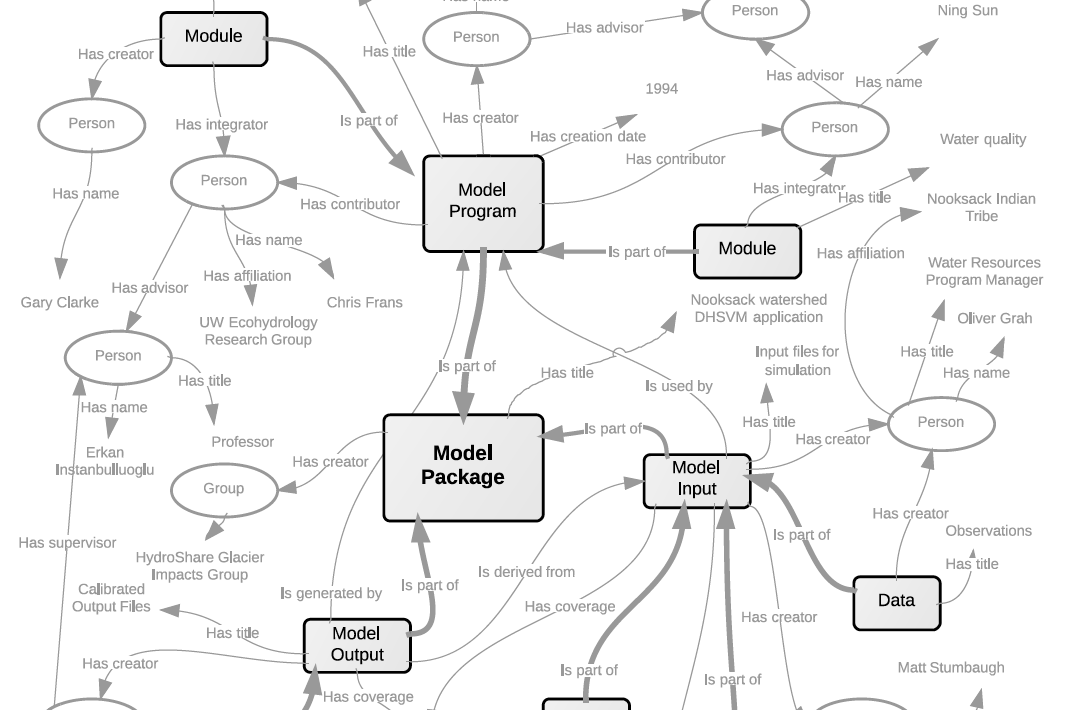 Has name
Person
Ning Sun
Module
Person
Has advisor
Has creator
Has title
Has advisor
Has name
1994
Person
Has integrator
Is part of
Has creator
Has creation date
Person
Water quality
Has contributor
Person
Has name
Model
Program
Has integrator
Has title
Nooksack Indian
Tribe
Has contributor
Has name
Is part of
Module
Has affiliation
Has affiliation
Water Resources
Program Manager
Has advisor
Gary Clarke
Chris Frans
Nooksack watershed
DHSVM application
UW Ecohydrology
Research Group
Oliver Grah
Person
Is part of
Has title
Input files for
simulation
Has title
Has title
Is used by
Has name
Has name
Has title
Person
Professor
Is part of
Has creator
Erkan
Instanbulluoglu
Has creator
Model
Package
Model
Input
Group
Has creator
Has supervisor
HydroShare Glacier
Impacts Group
Is part of
Observations
Is derived from
Has title
Calibrated
Output Files
Is generated by
Is part of
Has coverage
Data
Has creator
Has title
Model
Output
Has creator
Is part of
Is part of
Matt Stumbaugh
Has coverage